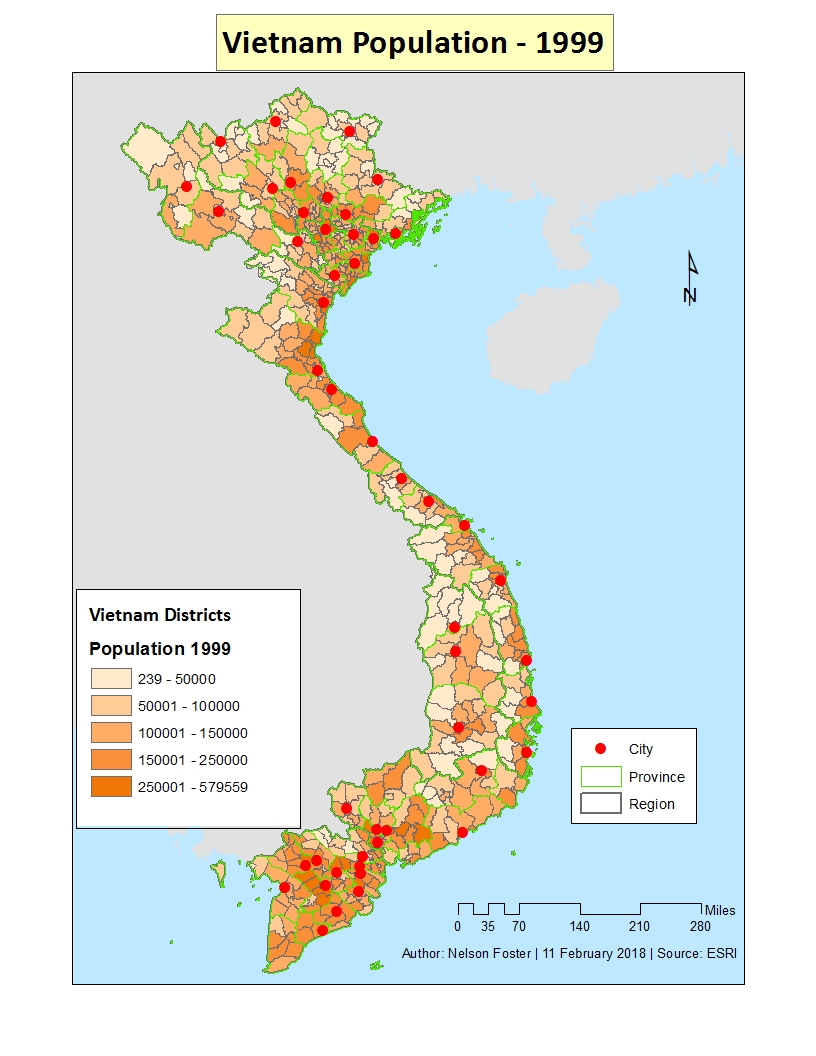 Vietnam Population - 1999
N
Vietnam Districts
Population 1999
239 - 50000
50001 - 100000
100001 - 150000
150001 - 250000
250001 - 579559
City
Province
Region
Miles
0 35 70 140 210 280
Author: Nelson Foster | 11 February 2018 | Source: ESRI